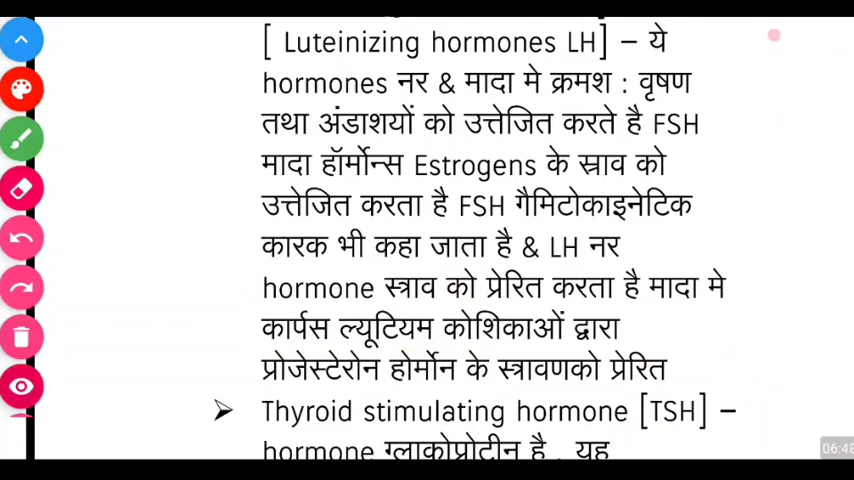 [ Luteinizing hormones LH] – ये
hormones नर & मादा मे क्रमश : वृषण
तथा अंडाशयों को उत्तेजित करते है FSH
मादा हॉर्मोन्स Estrogens के स्राव को
उत्तेजित करता है FSH गैमिटोकाइनेटिक
कारक भी कहा जाता है & LH नर
hormone स्त्राव को प्रेरित करता है मादा मे
कार्पस ल्यूटियम कोशिकाओं द्वारा
प्रोजेस्टेरोन होर्मोन के स्त्रावणको प्रेरित
➢ Thyroid stimulating hormone [TSH] –
hormone ग्लाकोप्रोटीन है . यह
06:48